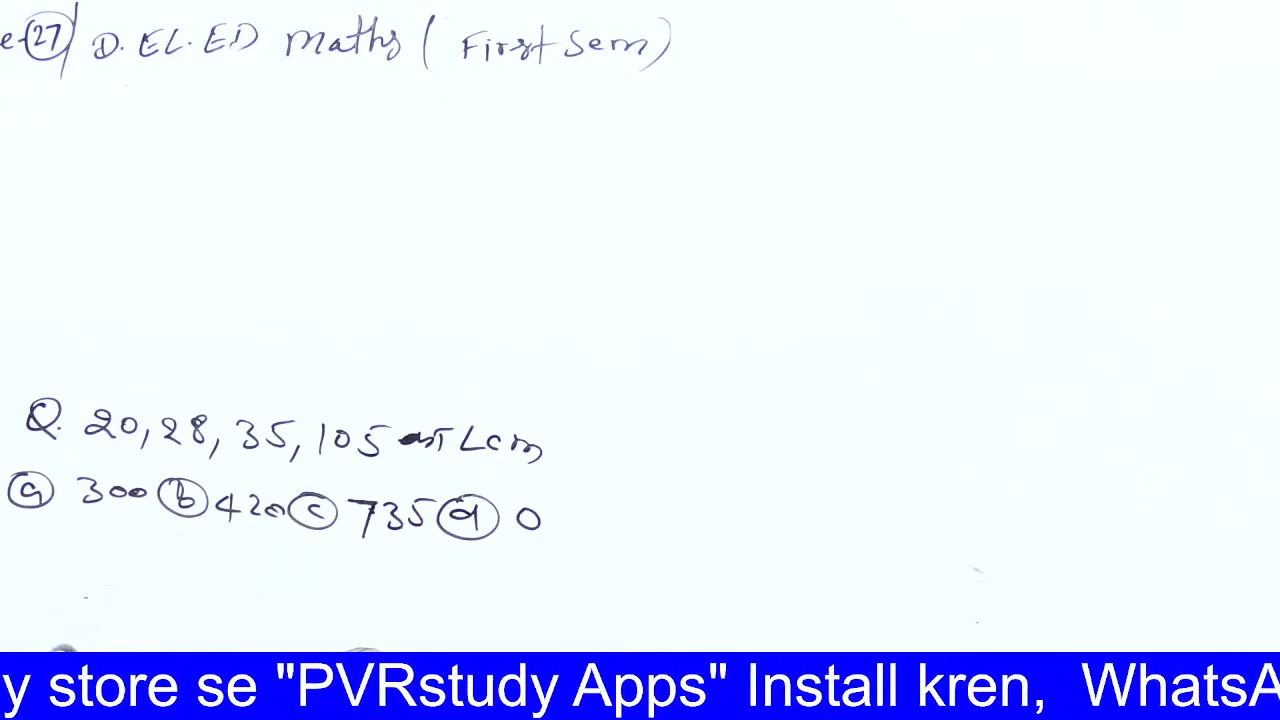 e-27/ D. EL. ED Maths ( First Sem)
Q. 20, 28, 35, 105 का Lcm
a 300 b 420 c 735 d 0
y store se "PVRstudy Apps" Install kren, WhatsA